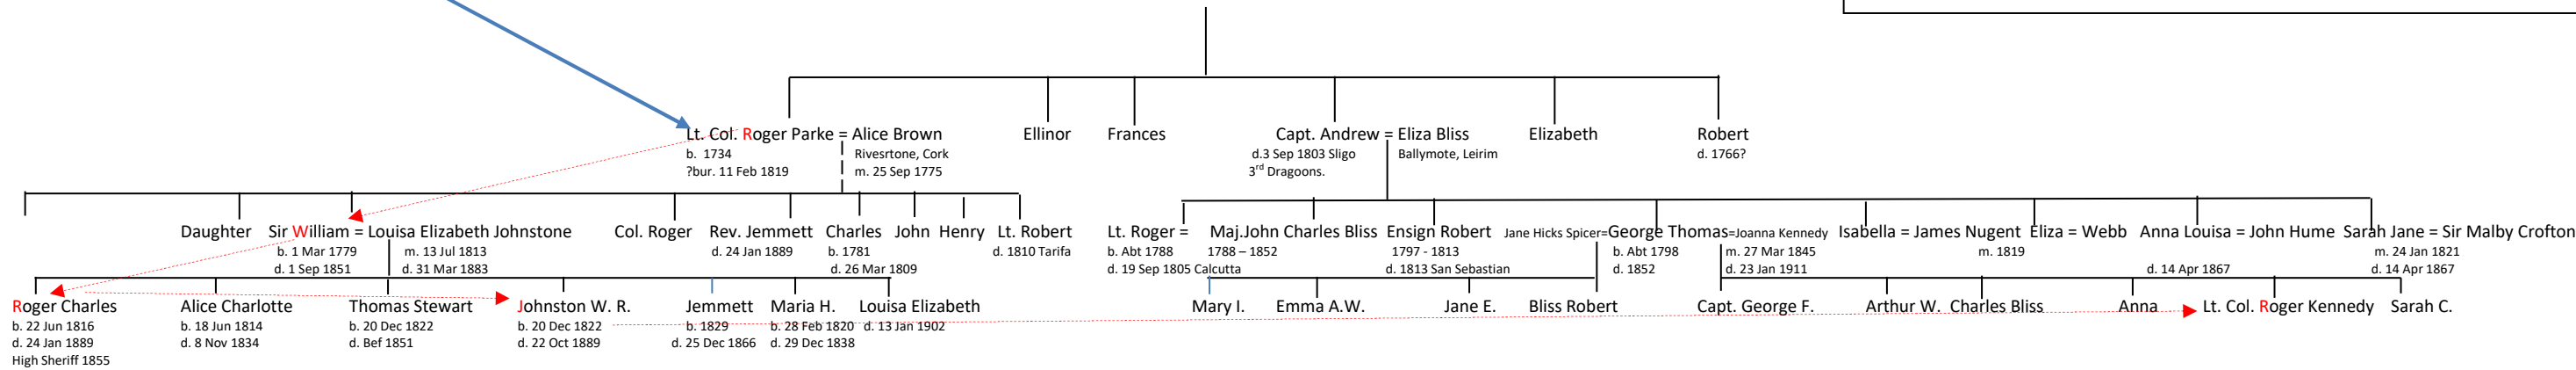 Lt. Col. Roger Parke = Alice Brown Ellinor Frances Capt. Andrew = Eliza Bliss Elizabeth Robert
b. 1734 Rivesrtone, Cork d.3 Sep 1803 Sligo Ballymote, Leirim d. 1766?
?bur. 11 Feb 1819 m. 25 Sep 1775 3rd Dragoons.
Daughter Sir William = Louisa Elizabeth Johnstone Col. Roger Rev. Jemmett Charles John Henry Lt. Robert Lt. Roger = Maj.John Charles Bliss Ensign Robert Jane Hicks Spicer=George Thomas=Joanna Kennedy Isabella = James Nugent Eliza = Webb Anna Louisa = John Hume Sarah Jane = Sir Malby Crofton
b. 1 Mar 1779 m. 13 Jul 1813 d. 24 Jan 1889 b. 1781 d. 1810 Tarifa b. Abt 1788 1788 – 1852 1797 - 1813 b. Abt 1798 m. 27 Mar 1845 m. 1819 m. 24 Jan 1821
d. 1 Sep 1851 d. 31 Mar 1883 d. 26 Mar 1809 d. 19 Sep 1805 Calcutta d. 1813 San Sebastian d. 1852 d. 23 Jan 1911 d. 14 Apr 1867 d. 14 Apr 1867
Roger Charles Alice Charlotte Thomas Stewart Johnston W. R. Jemmett Maria H. Louisa Elizabeth Mary I. Emma A.W. Jane E. Bliss Robert Capt. George F. Arthur W. Charles Bliss Anna Lt. Col. Roger Kennedy Sarah C.
b. 22 Jun 1816 b. 18 Jun 1814 b. 20 Dec 1822 b. 20 Dec 1822 b. 1829 b. 28 Feb 1820 d. 13 Jan 1902
d. 24 Jan 1889 d. 8 Nov 1834 d. Bef 1851 d. 22 Oct 1889 d. 25 Dec 1866 d. 29 Dec 1838
High Sheriff 1855